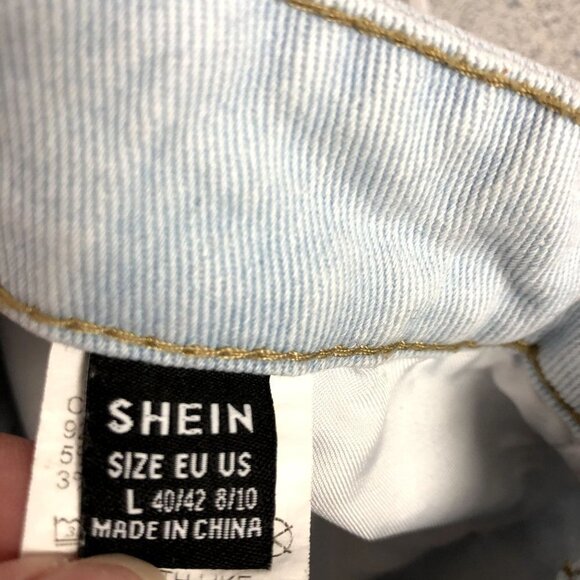 SHEIN
SIZE EU US
L 40/42 8/10
MADE IN CHINA